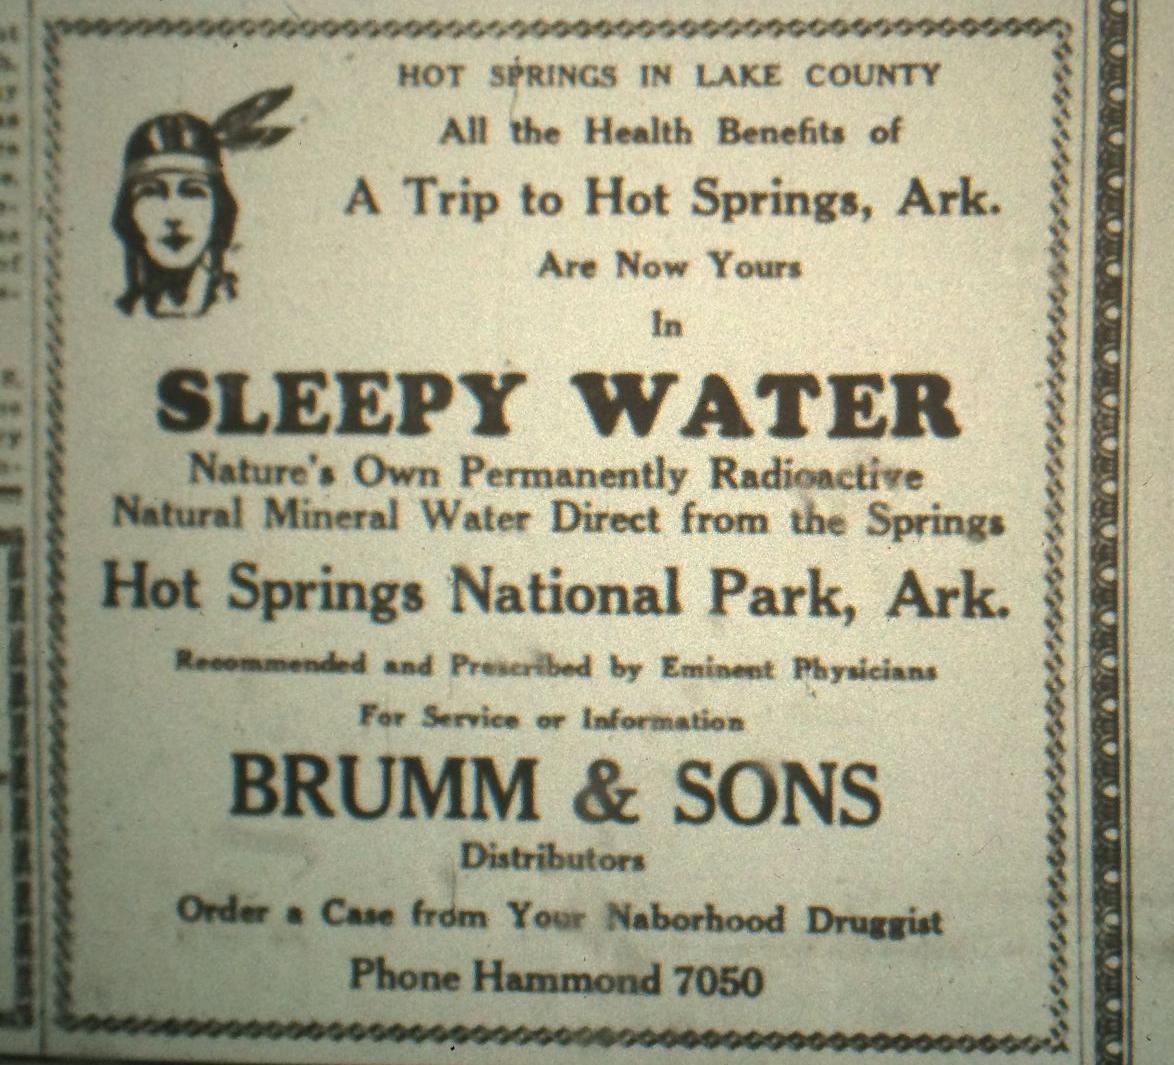 HOT SPRINGS IN LAKE COUNTY
All the Health Benefits of
A Trip to Hot Springs, Ark.
Are Now Yours
In
SLEEPY WATER
Nature's Own Permanently Radioactive
Natural Mineral Water Direct from the Springs
Hot Springs National Park, Ark.
Recommended and Prescribed by Eminent Physicians
For Service or Information
BRUMM & SONS
Distributors
Order a Case from Your Naborhood Druggist
Phone Hammond 7050